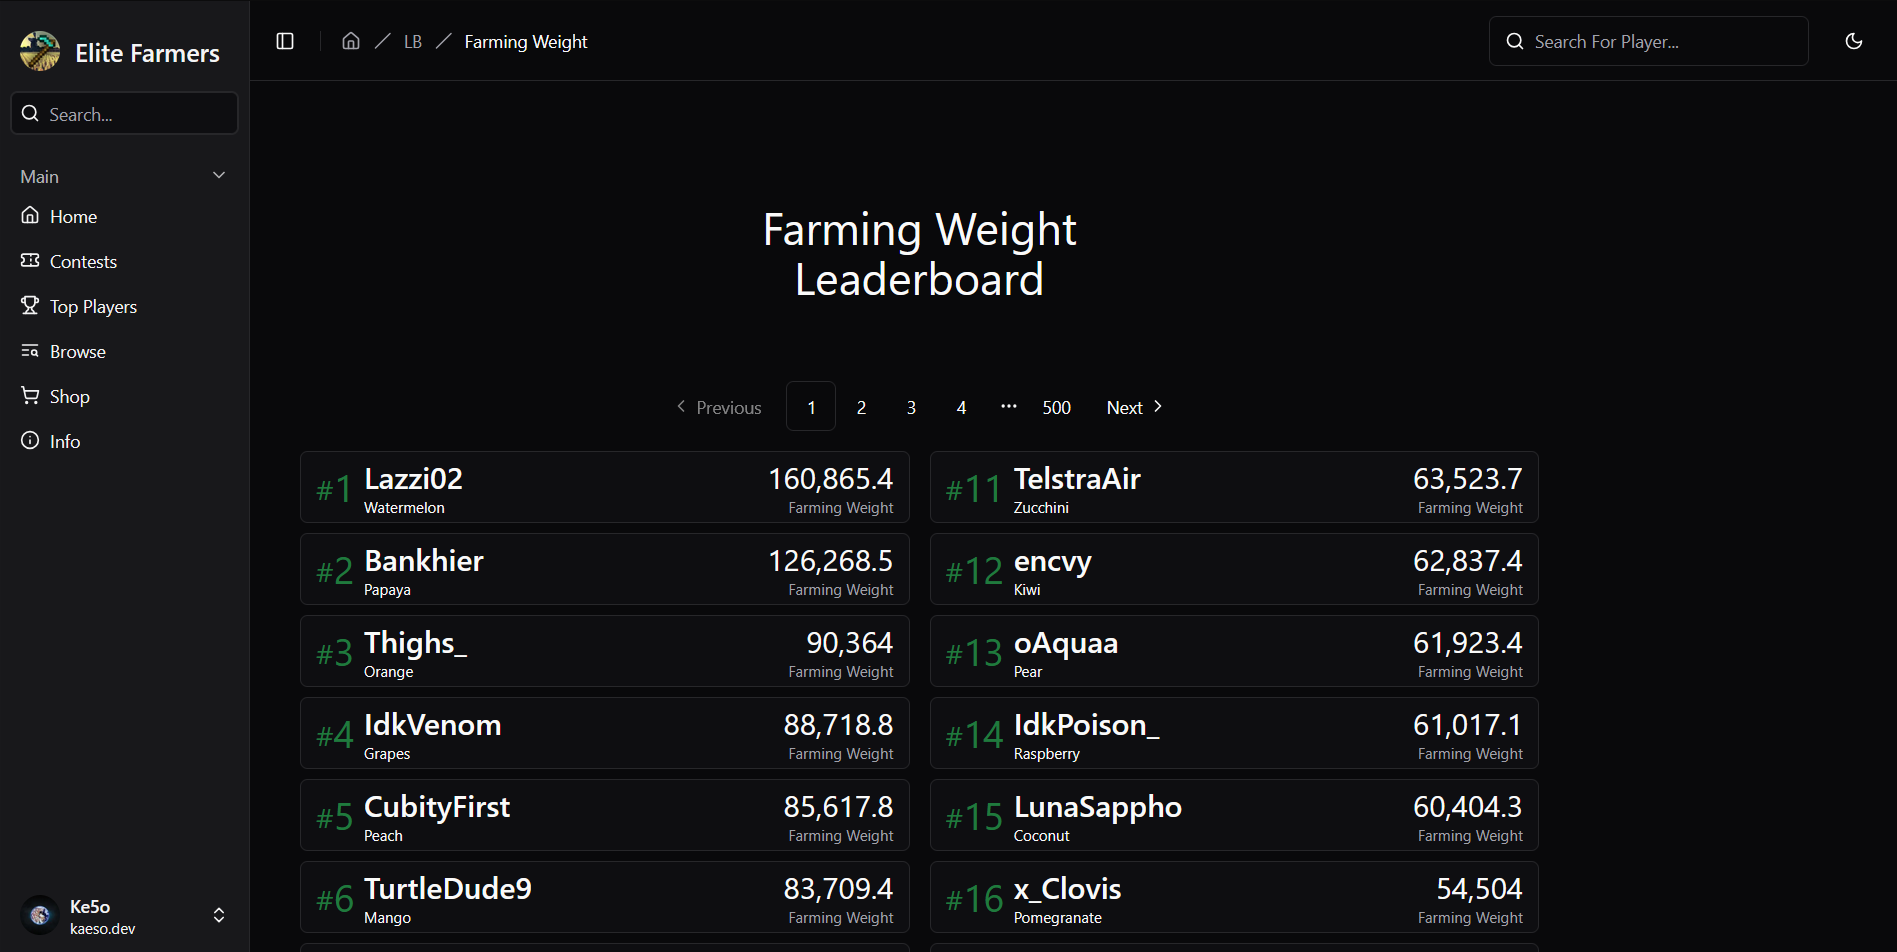 Elite Farmers
Search...
Main
Home
Contests
Top Players
Browse
Shop
Info
Ke5o
kaeso.dev
LB
Farming Weight
Search For Player...
Farming Weight
Leaderboard
Previous 1 2 3 4 ... 500 Next
#1 Lazzi02 160,865.4
Watermelon Farming Weight
#2 Bankhier 126,268.5
Papaya Farming Weight
#3 Thighs_ 90,364
Orange Farming Weight
#4 IdkVenom 88,718.8
Grapes Farming Weight
#5 CubityFirst 85,617.8
Peach Farming Weight
#6 TurtleDude9 83,709.4
Mango Farming Weight
#11 TelstraAir 63,523.7
Zucchini Farming Weight
#12 encvy 62,837.4
Kiwi Farming Weight
#13 oAquaa 61,923.4
Pear Farming Weight
#14 IdkPoison_ 61,017.1
Raspberry Farming Weight
#15 LunaSappho 60,404.3
Coconut Farming Weight
#16 x_Clovis 54,504
Pomegranate Farming Weight